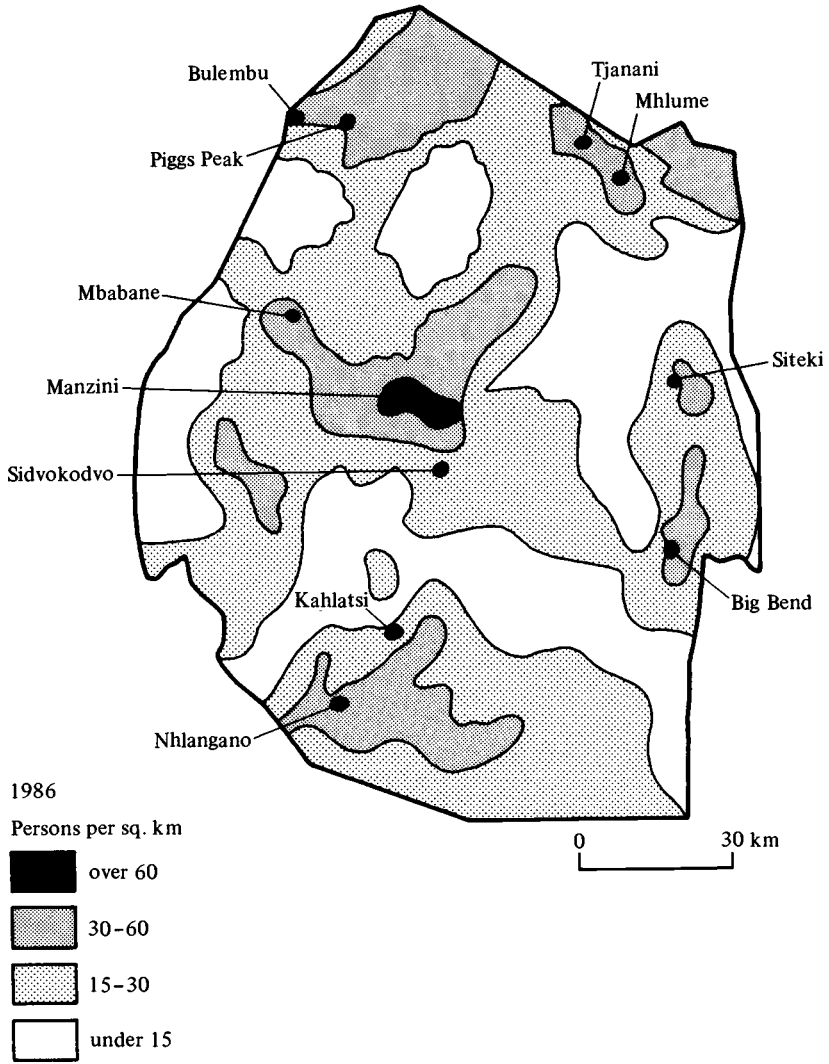 Bulembu
Tjanani
Mhlume
Piggs Peak
Mbabane
Siteki
Manzini
Sidvokodvo
Kahlatsi
Big Bend
Nhlangano
1986
Persons per sq. km
0 30 km
over 60
30-60
15-30
under 15